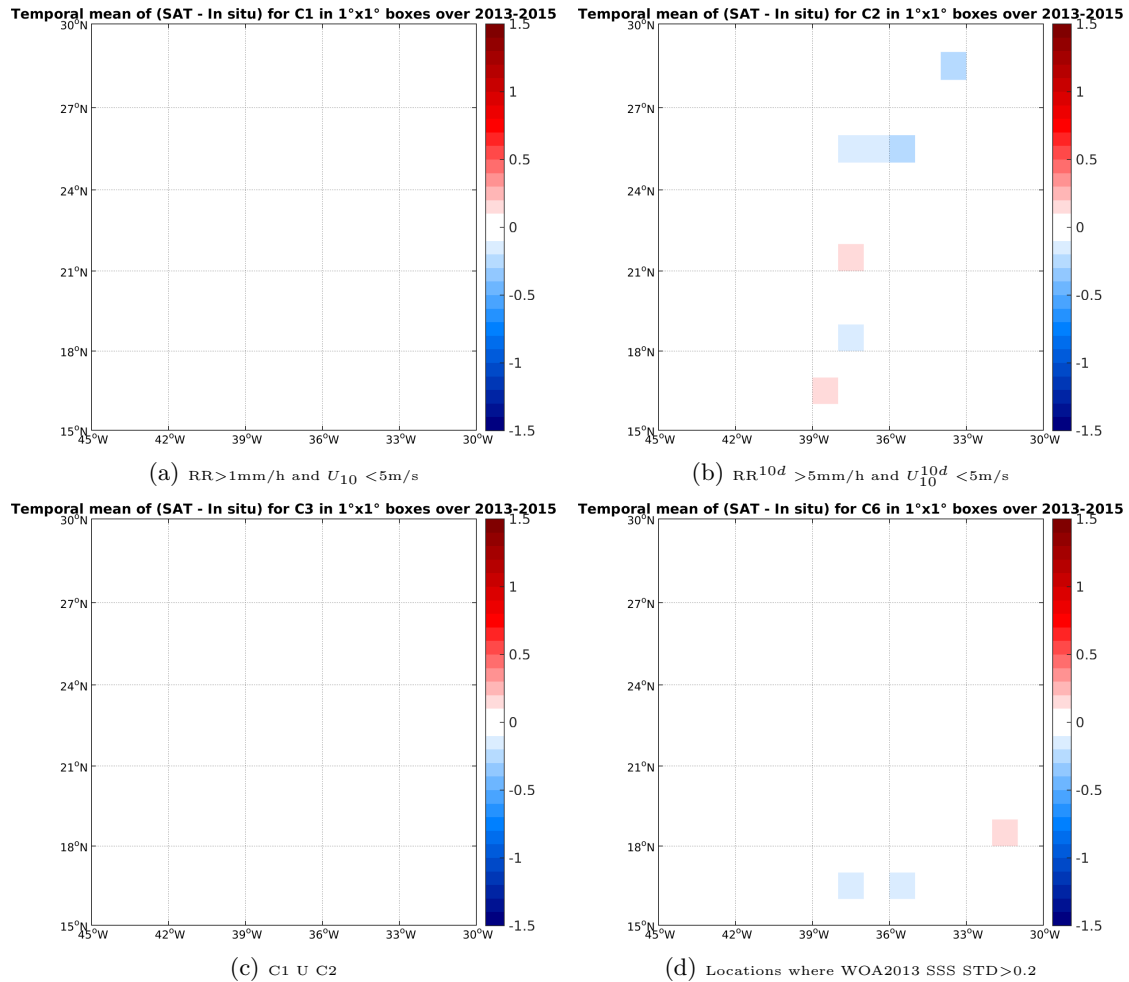 Temporal mean of (SAT - In situ) for C1 in 1°x1° boxes over 2013-2015
30°N
27°N
24°N
21°N
18°N
15°N
45°W 42°W 39°W 36°W 33°W 30°W
1.5
1
0.5
0
-0.5
-1
-1.5
(a) RR>1mm/h and U10 <5m/s
Temporal mean of (SAT - In situ) for C2 in 1°x1° boxes over 2013-2015
30°N
27°N
24°N
21°N
18°N
15°N
45°W 42°W 39°W 36°W 33°W 30°W
1.5
1
0.5
0
-0.5
-1
-1.5
(b) RR^10d >5mm/h and U10^10d <5m/s
Temporal mean of (SAT - In situ) for C3 in 1°x1° boxes over 2013-2015
30°N
27°N
24°N
21°N
18°N
15°N
45°W 42°W 39°W 36°W 33°W 30°W
1.5
1
0.5
0
-0.5
-1
-1.5
(c) C1 U C2
Temporal mean of (SAT - In situ) for C6 in 1°x1° boxes over 2013-2015
30°N
27°N
24°N
21°N
18°N
15°N
45°W 42°W 39°W 36°W 33°W 30°W
1.5
1
0.5
0
-0.5
-1
-1.5
(d) Locations where WOA2013 SSS STD>0.2